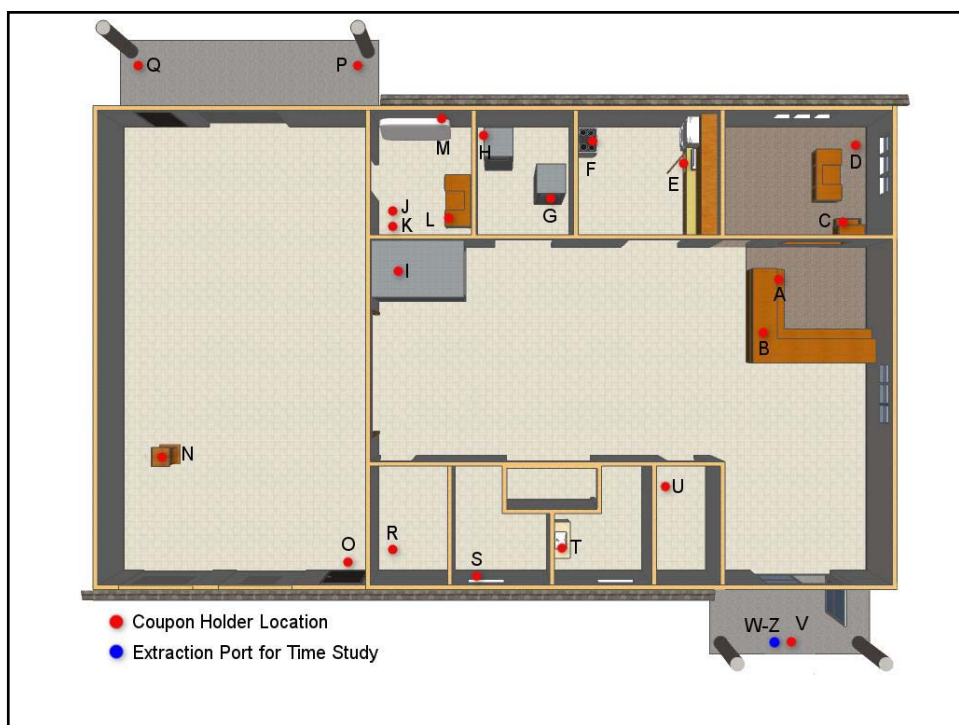 Q P
M H F D
E
J L G C
K
I
A
B
N
U
O R S T
Coupon Holder Location W-Z V
Extraction Port for Time Study